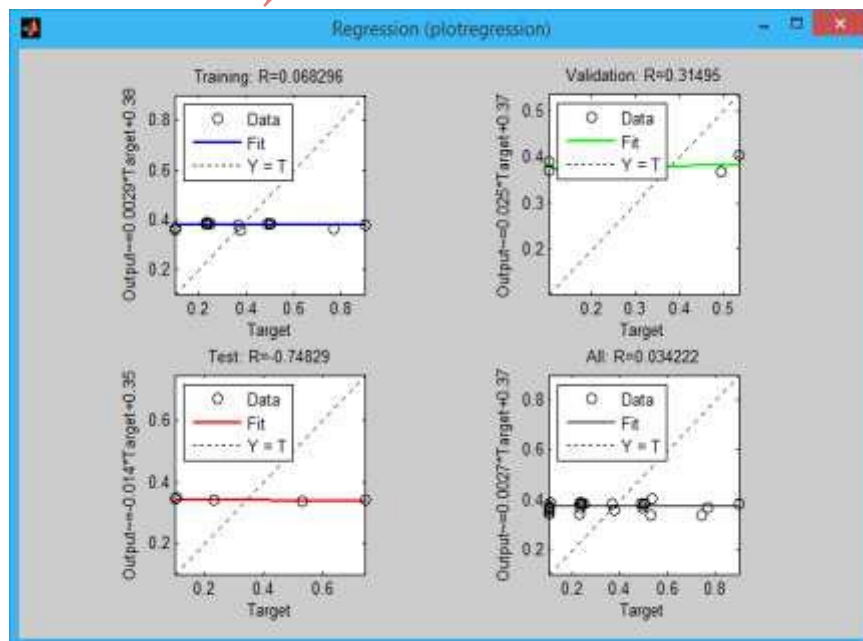 Regression (plotregression)
Training: R=0.068296
Output~=0.0029*Target+0.38
0.8
0.6
0.4
0.2
Data
Fit
Y = T
0.2 0.4 0.6 0.8
Target
Validation: R=0.31495
Output~=0.025*Target+0.37
0.5
0.4
0.3
0.2
Data
Fit
Y = T
0.2 0.3 0.4 0.5
Target
Test: R=-0.74829
Output~=-0.014*Target+0.35
0.6
0.4
0.2
Data
Fit
Y = T
0.2 0.4 0.6
Target
All: R=0.034222
Output~=0.0027*Target+0.37
0.8
0.6
0.4
0.2
Data
Fit
Y = T
0.2 0.4 0.6 0.8
Target